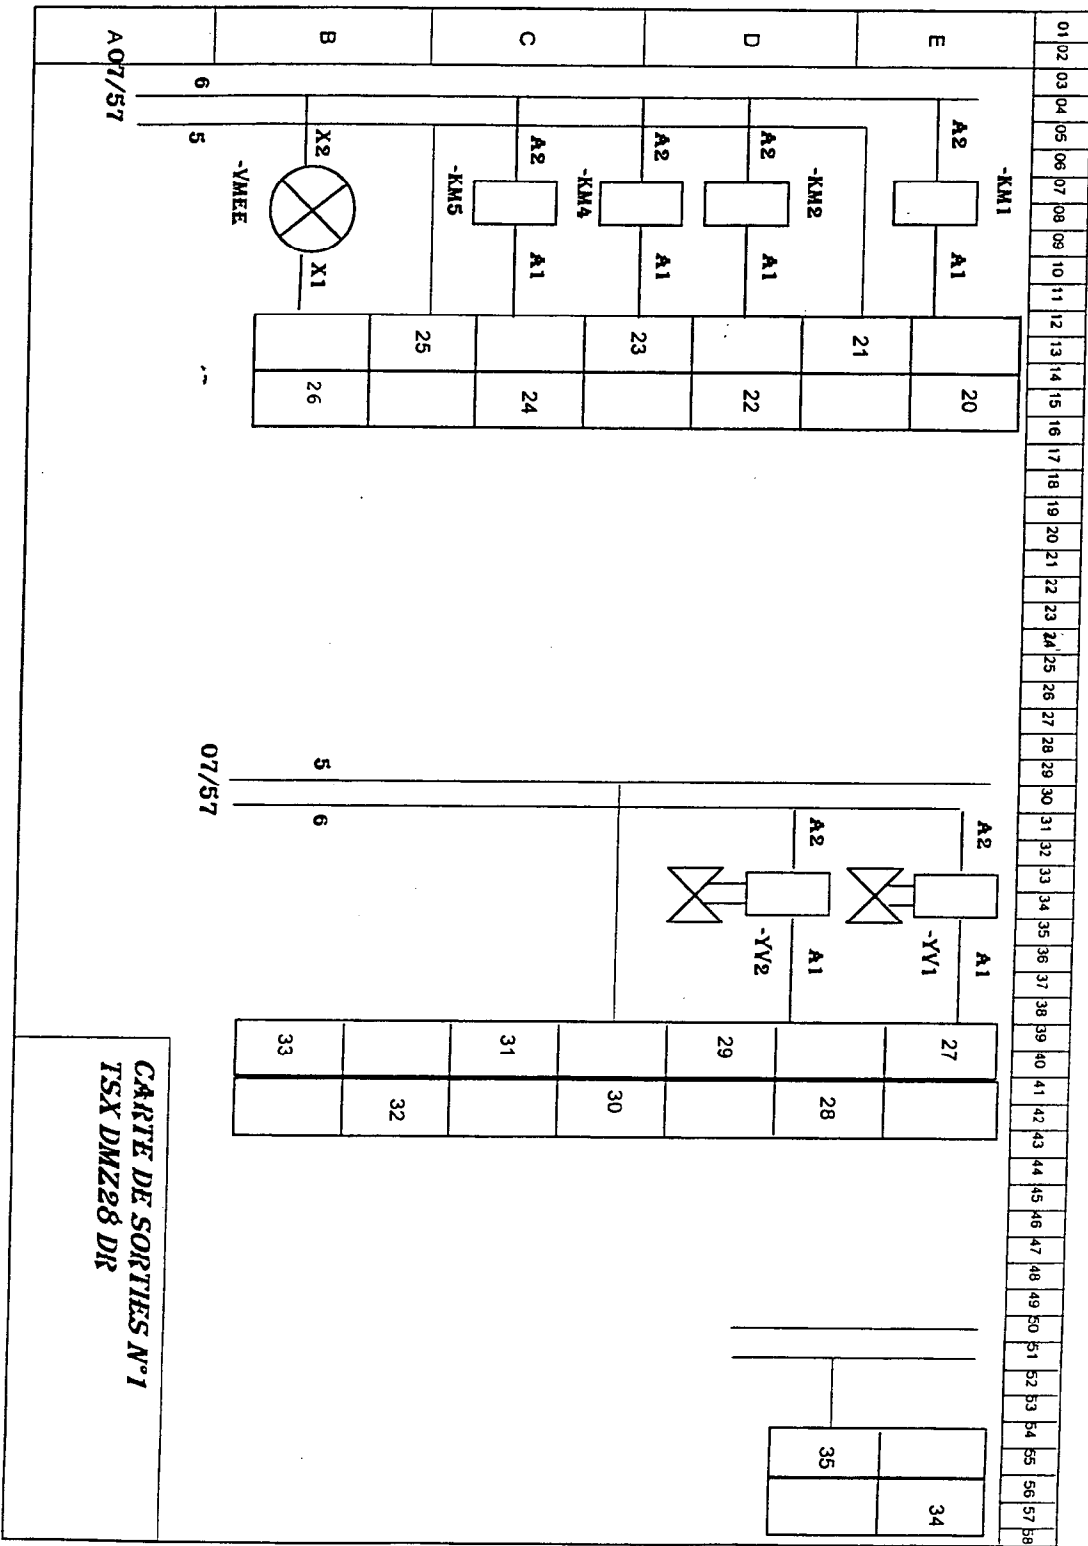 01 02 03 04 05 06 07 08 09 10 11 12 13 14 15 16 17 18 19 20 21 22 23 24 25 26 27 28 29 30 31 32 33 34 35 36 37 38 39 40 41 42 43 44 45 46 47 48 49 50 51 52 53 54 55 56 57 58
E
D
C
B
A
07/57
6
5
-KM1
A2
A1
-KM2
A2
A1
-KM4
A2
A1
-KM5
A2
A1
-VMEE
X2
X1
21
23
25
20
22
24
26
07/57
5
6
-YV1
A2
A1
-YV2
A2
A1
27
29
31
33
28
30
32
35
34
CARTE DE SORTIES N°1
TSX DMZ28 DR